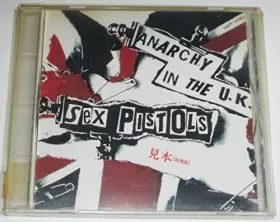 ANARCHY
IN THE U.K.
SEX PISTOLS
見本